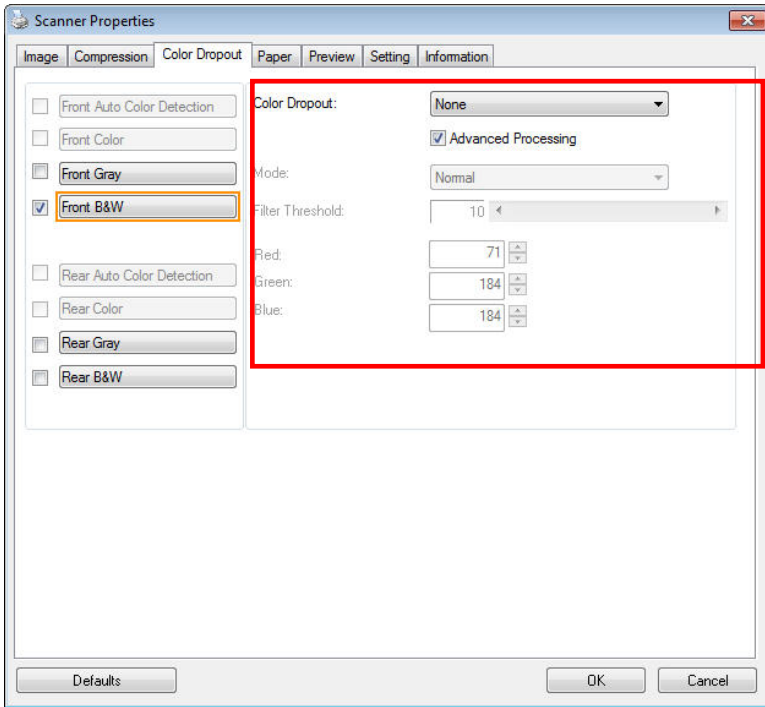 Scanner Properties
Image Compression Color Dropout Paper Preview Setting Information
Front Auto Color Detection
Front Color
Front Gray
Front B&W
Rear Auto Color Detection
Rear Color
Rear Gray
Rear B&W
Color Dropout: None
Advanced Processing
Mode: Normal
Filter Threshold: 10
Red: 71
Green: 184
Blue: 184
Defaults OK Cancel